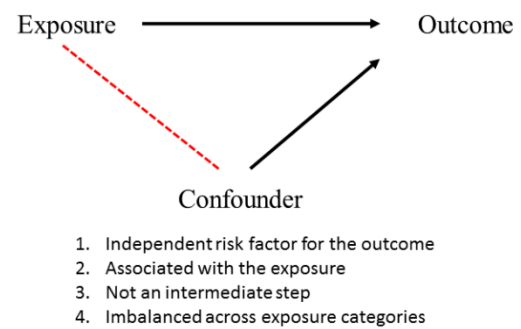 Exposure Outcome
Confounder
1. Independent risk factor for the outcome
2. Associated with the exposure
3. Not an intermediate step
4. Imbalanced across exposure categories